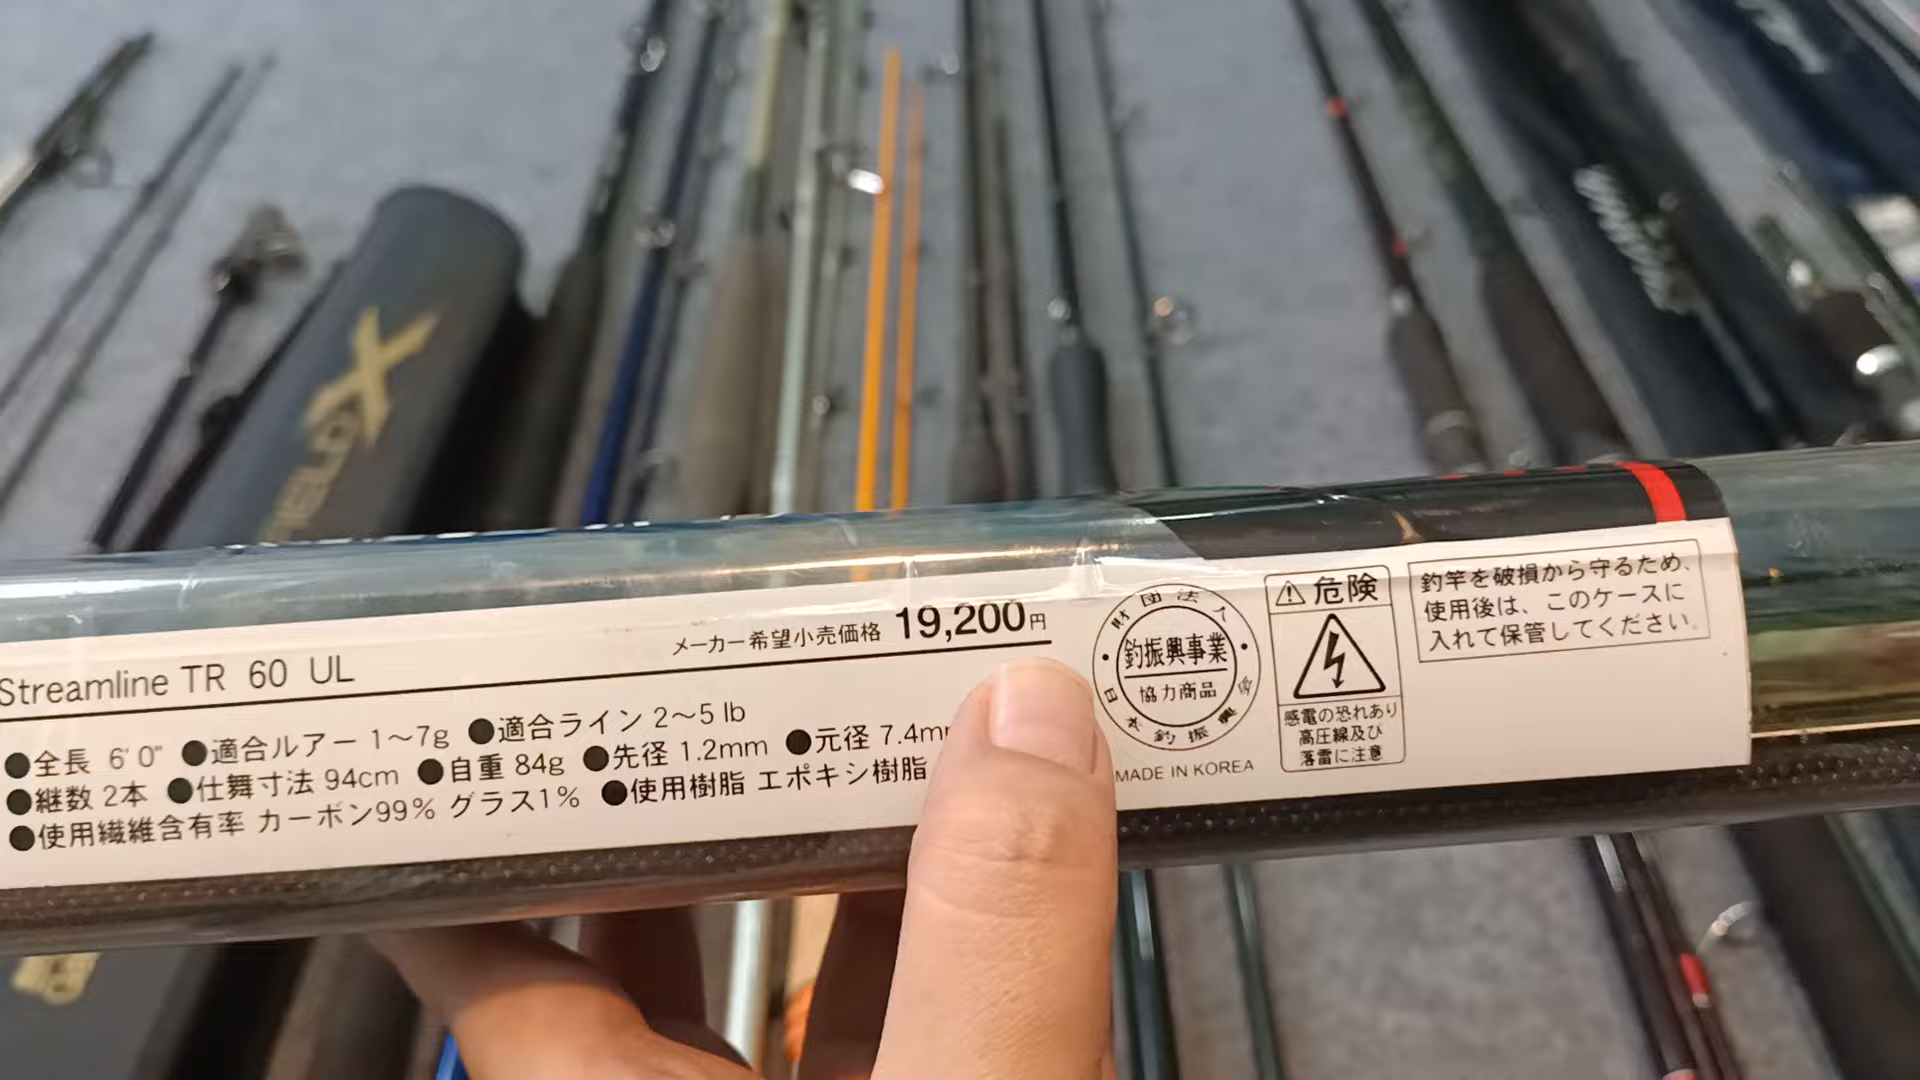 Streamline TR 60 UL
メーカー希望小売価格 19,200円
●全長 6'0" ●適合ルアー 1～7g ●適合ライン 2～5 lb
●継数 2本 ●仕舞寸法 94cm ●自重 84g ●先径 1.2mm ●元径 7.4m
●使用繊維含有率 カーボン99% グラス1% ●使用樹脂 エポキシ樹脂
財団法人
釣振興事業
協力商品
日本釣振興会
MADE IN KOREA
⚠危険
感電の恐れあり
高圧線及び
落雷に注意
釣竿を破損から守るため、
使用後は、このケースに
入れて保管してください。
X